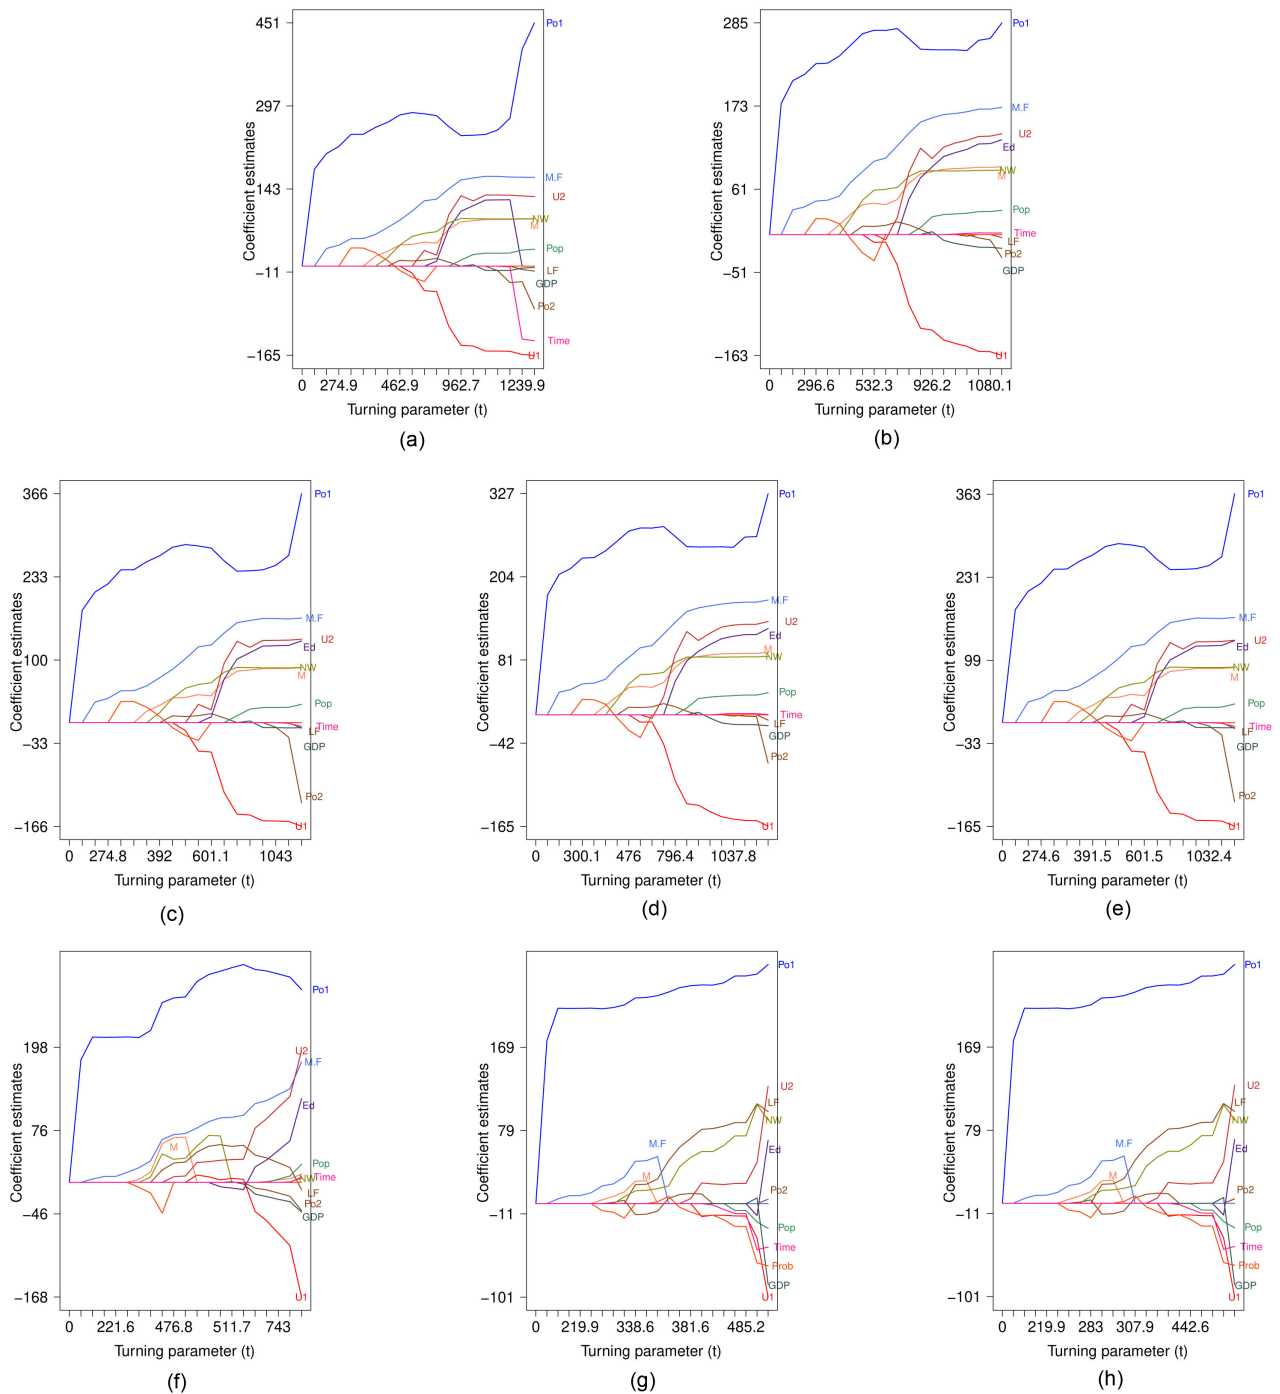 451
297
143
−11
−165
Coefficient estimates
Po1
M.F
U2
NW
M
Pop
LF
GDP
Po2
Time
U1
0 274.9 462.9 962.7 1239.9
Turning parameter (t)
(a)
285
173
61
−51
−163
Coefficient estimates
Po1
M.F
U2
Ed
NW
M
Pop
Time
LF
Po2
GDP
U1
0 296.6 532.3 926.2 1080.1
Turning parameter (t)
(b)
366
233
100
−33
−166
Coefficient estimates
Po1
M.F
U2
Ed
NW
M
Pop
Time
LF
GDP
Po2
U1
0 274.8 392 601.1 1043
Turning parameter (t)
(c)
327
204
81
−42
−165
Coefficient estimates
Po1
M.F
U2
Ed
M
NW
Pop
Time
LF
GDP
Po2
U1
0 300.1 476 796.4 1037.8
Turning parameter (t)
(d)
363
231
99
−33
−165
Coefficient estimates
Po1
M.F
U2
Ed
NW
M
Pop
Time
LF
GDP
Po2
U1
0 274.6 391.5 601.5 1032.4
Turning parameter (t)
(e)
198
76
−46
−168
Coefficient estimates
Po1
U2
M.F
Ed
M
Pop
NW
Time
LF
Po2
GDP
U1
0 221.6 476.8 511.7 743
Turning parameter (t)
(f)
169
79
−11
−101
Coefficient estimates
Po1
U2
LF
NW
M.F
Ed
M
Po2
Pop
Time
Prob
GDP
U1
0 219.9 338.6 381.6 485.2
Turning parameter (t)
(g)
169
79
−11
−101
Coefficient estimates
Po1
U2
LF
NW
M.F
Ed
M
Po2
Pop
Time
Prob
GDP
U1
0 219.9 283 307.9 442.6
Turning parameter (t)
(h)